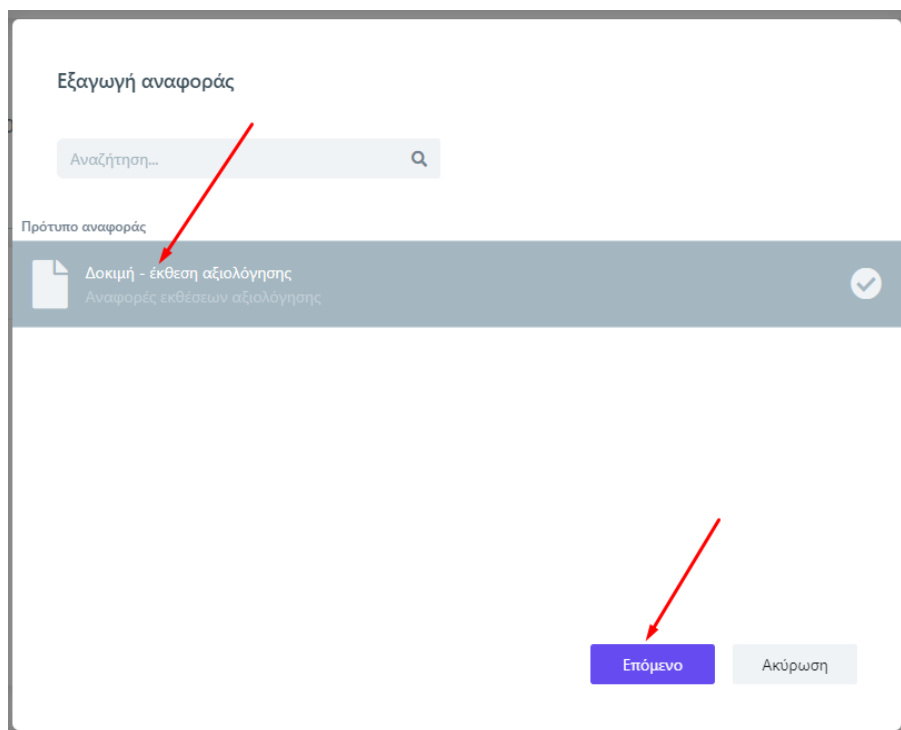 Εξαγωγή αναφοράς
Αναζήτηση...
Πρότυπο αναφοράς
Δοκιμή - έκθεση αξιολόγησης
Αναφορές εκθέσεων αξιολόγησης
Επόμενο
Ακύρωση